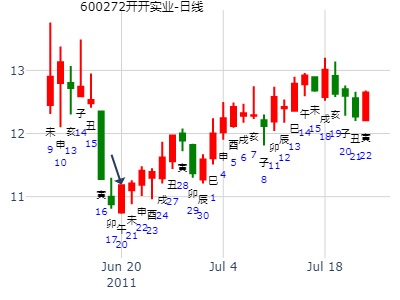 600272开开实业-日线
13
12
11
未
9
申
10
亥
13
子
14
丑
15
寅
16
卯
17
午
20
未
21
申
22
酉
23
戌
24
丑
27
寅
28
卯
29
辰
30
巳
1
申
4
酉
5
戌
6
亥
7
子
8
卯
11
辰
12
巳
13
午
14
未
15
戌
18
亥
19
子
20
丑
21
寅
22
Jun 20
2011
Jul 4
Jul 18